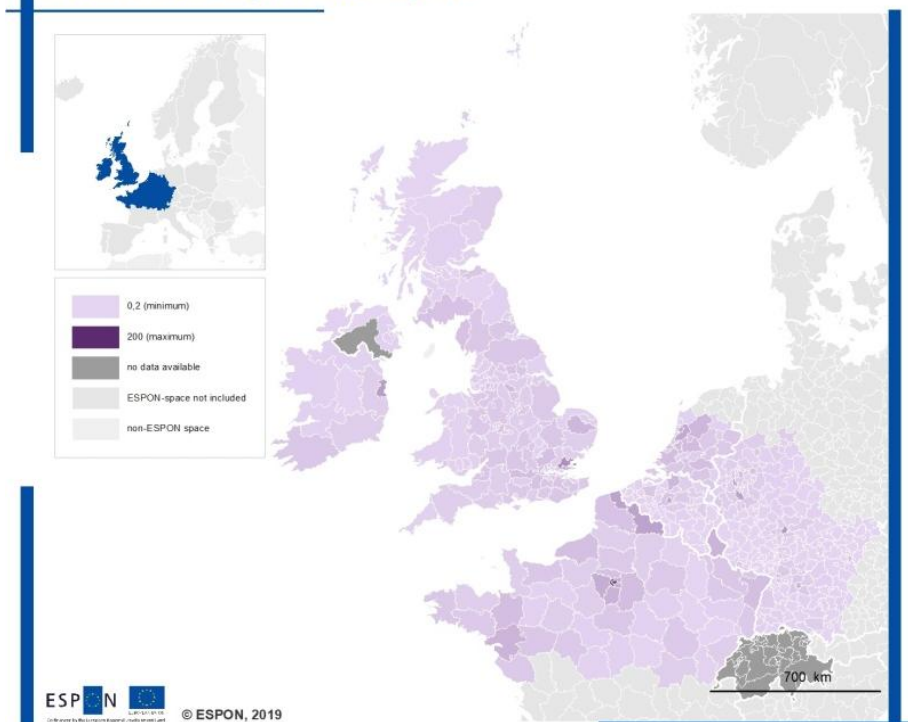 0,2 (minimum)
200 (maximum)
no data available
ESPON-space not included
non-ESPON space
700 km
ESPON
© ESPON, 2019